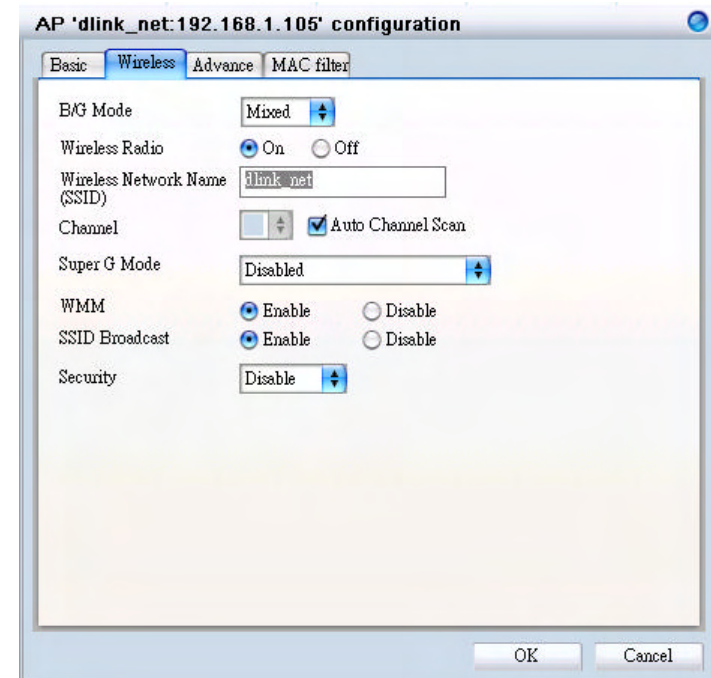 AP 'dlink_net:192.168.1.105' configuration
Basic Wireless Advance MAC filter
B/G Mode Mixed
Wireless Radio On Off
Wireless Network Name dlink_net
(SSID)
Channel Auto Channel Scan
Super G Mode Disabled
WMM Enable Disable
SSID Broadcast Enable Disable
Security Disable
OK Cancel